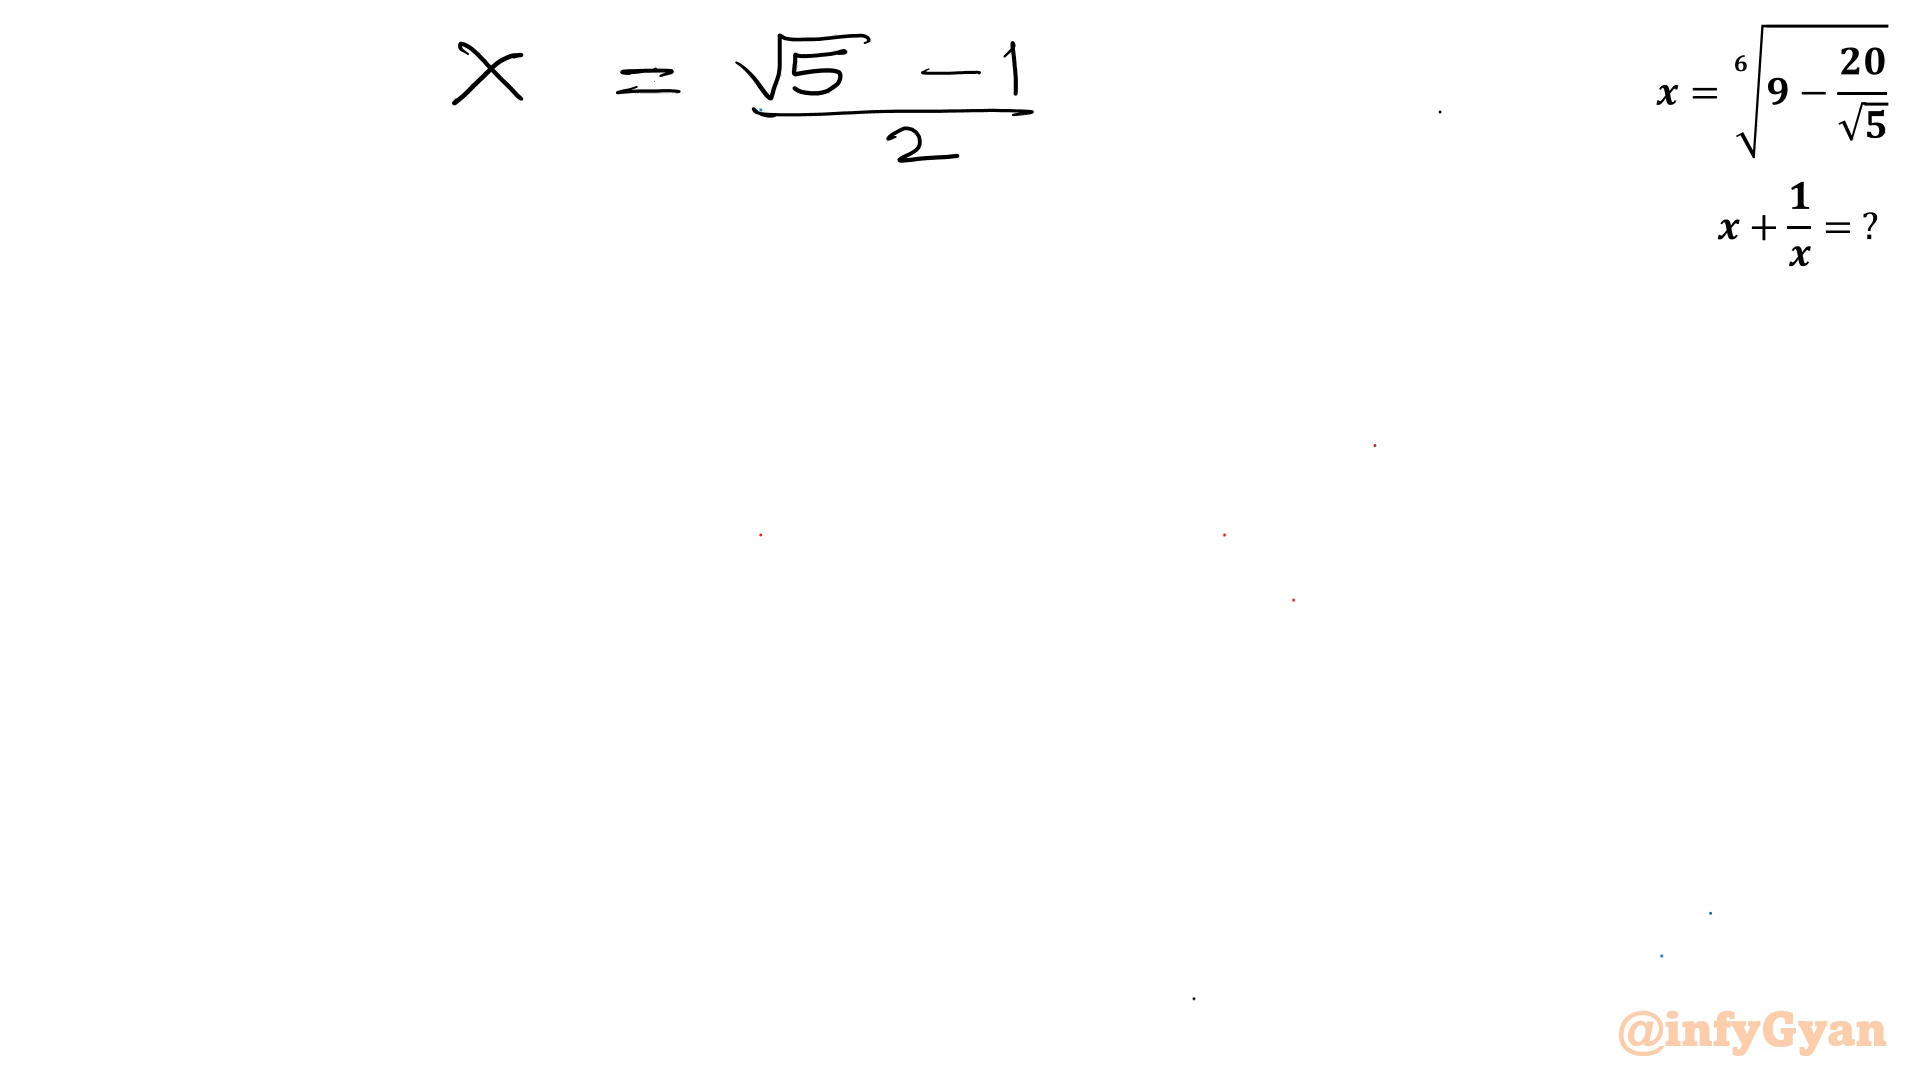 x = √5 − 1 / 2
x = ⁶√(9 − 20/√5)
x + 1/x = ?
@infyGyan